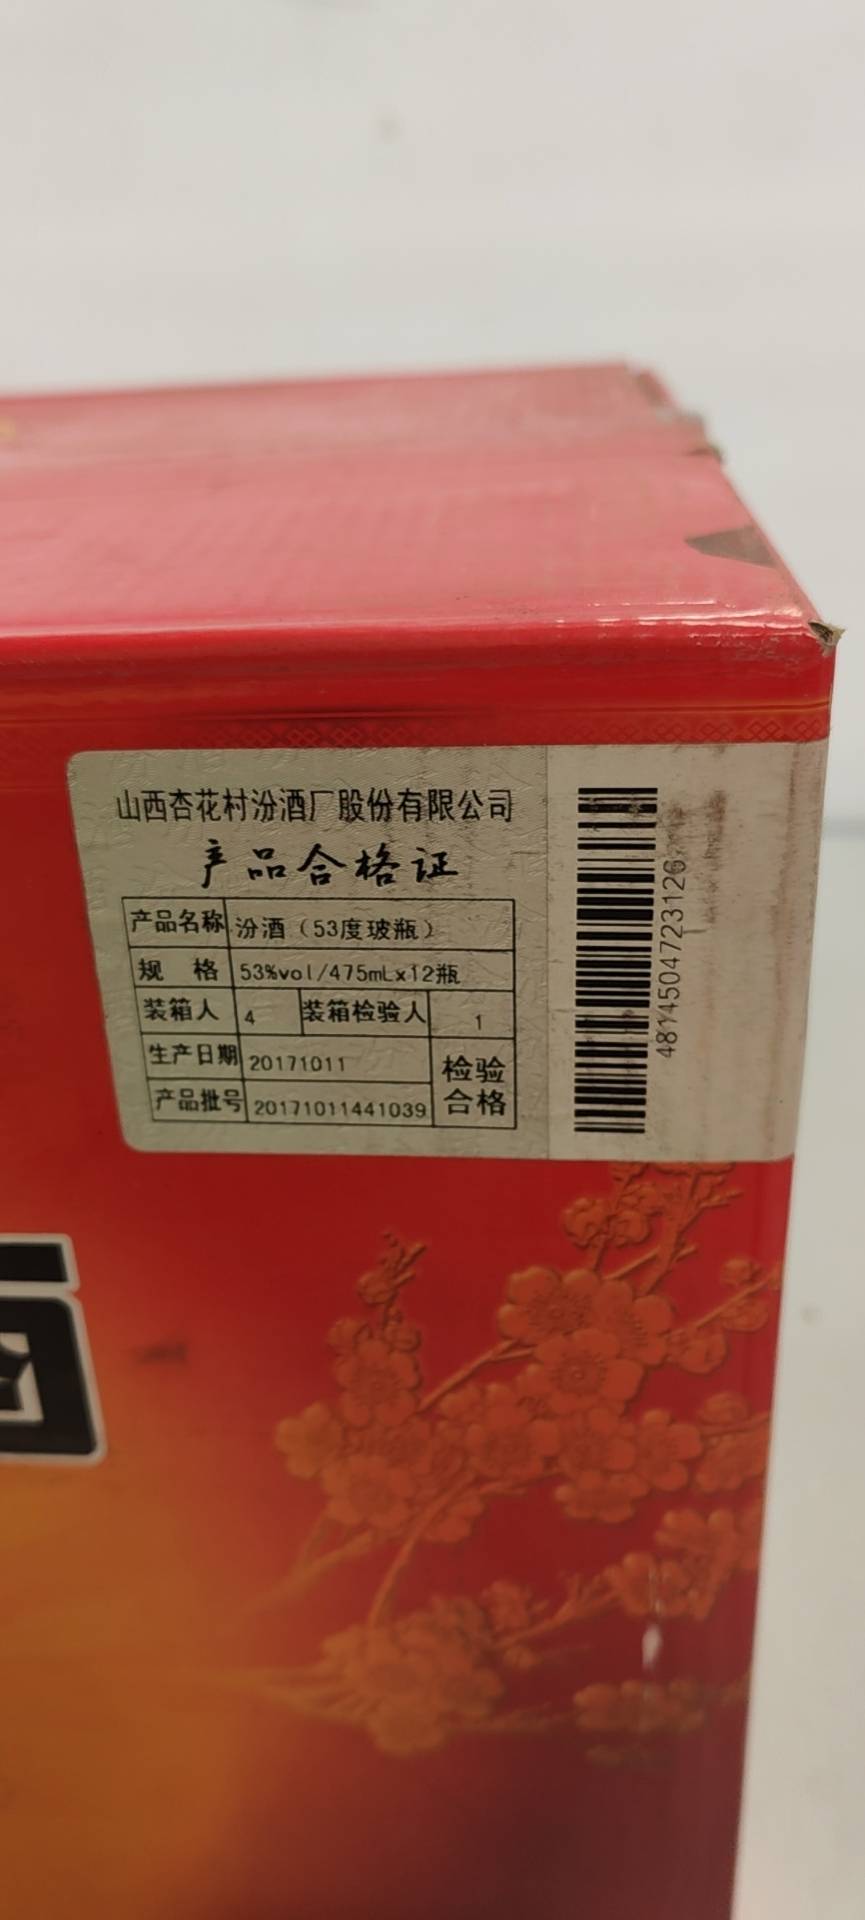 山西杏花村汾酒厂股份有限公司
产品合格证
产品名称 汾酒（53度玻瓶）
规 格 53%vol/475mL×12瓶
装箱人 4 装箱检验人 1
生产日期 20171011 检验
产品批号 20171011441039 合格
4814504723126